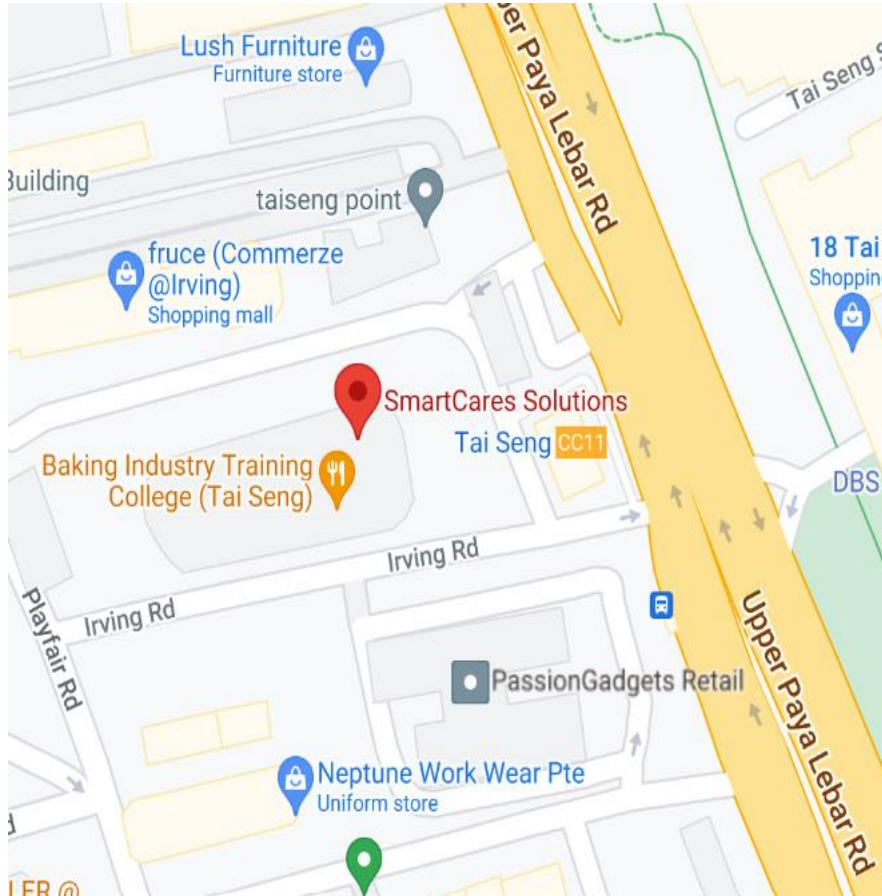 Lush Furniture
Furniture store
per Paya Lebar Rd
Tai Seng S
Building
taiseng point
fruce (Commerze
@Irving)
Shopping mall
18 Tai
Shoppin
SmartCares Solutions
Tai Seng CC11
Baking Industry Training
College (Tai Seng)
DBS
Irving Rd
Irving Rd
Playfair Rd
Upper Paya Lebar Rd
PassionGadgets Retail
Neptune Work Wear Pte
Uniform store
LER @